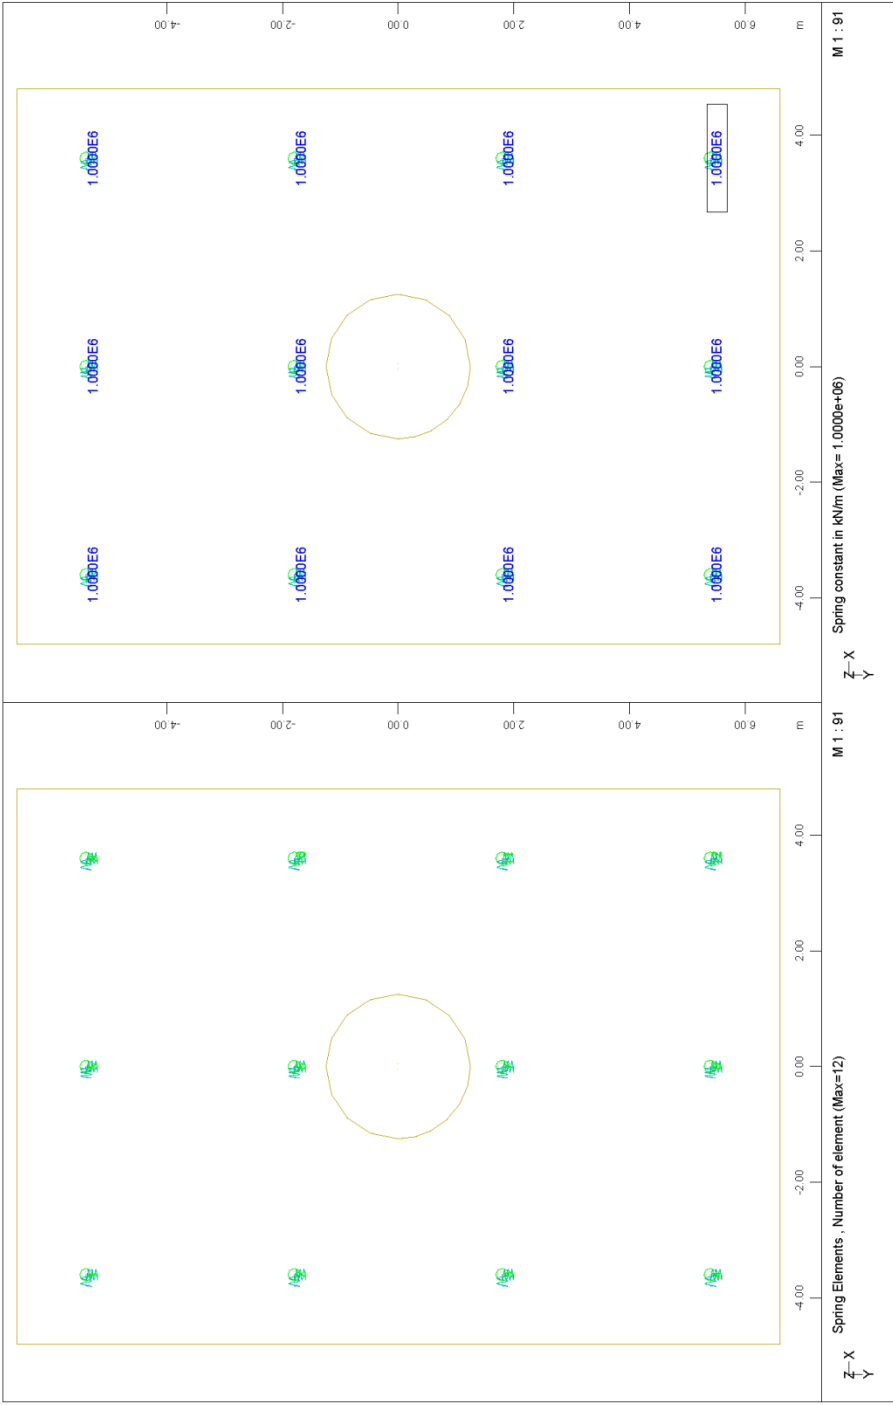 -4.00
-2.00
0.00
2.00
4.00
6.00
m
-4.00 -2.00 0.00 2.00 4.00
Z X
Y
Spring Elements , Number of element (Max=12)
M 1 : 91
-4.00
1.0000E6 1.0000E6 1.0000E6
-2.00
1.0000E6 1.0000E6 1.0000E6
0.00
1.0000E6 1.0000E6 1.0000E6
2.00
4.00
1.0000E6 1.0000E6 1.0000E6
6.00
m
-4.00 -2.00 0.00 2.00 4.00
Z X
Y
Spring constant in kN/m (Max= 1.0000e+06)
M 1 : 91